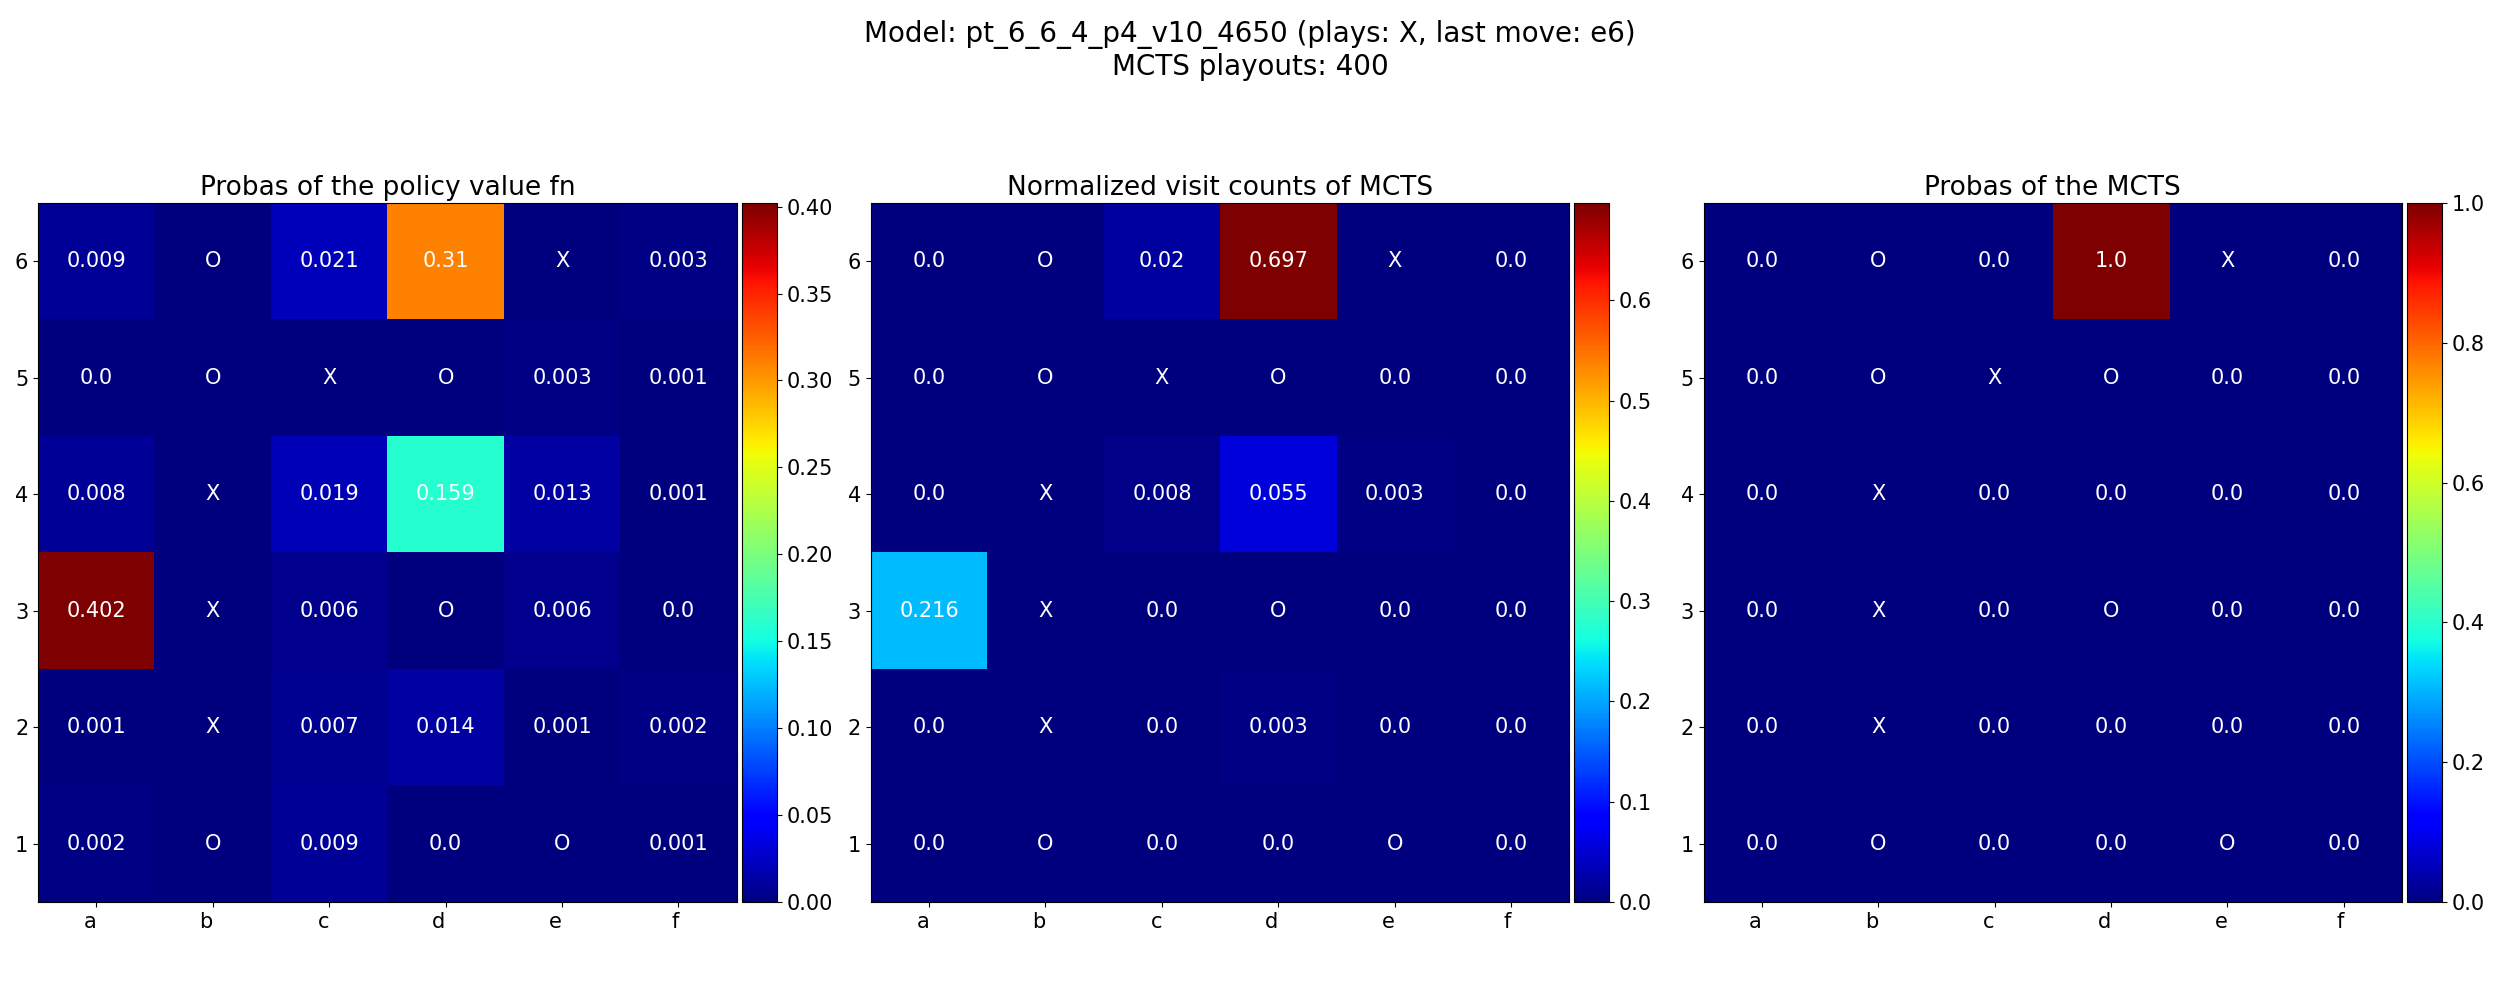 Model: pt_6_6_4_p4_v10_4650 (plays: X, last move: e6)
MCTS playouts: 400
Probas of the policy value fn
6 0.009 O 0.021 0.31 X 0.003
5 0.0 O X O 0.003 0.001
4 0.008 X 0.019 0.159 0.013 0.001
3 0.402 X 0.006 O 0.006 0.0
2 0.001 X 0.007 0.014 0.001 0.002
1 0.002 O 0.009 0.0 O 0.001
a b c d e f
0.40
0.35
0.30
0.25
0.20
0.15
0.10
0.05
0.00
Normalized visit counts of MCTS
6 0.0 O 0.02 0.697 X 0.0
5 0.0 O X O 0.0 0.0
4 0.0 X 0.008 0.055 0.003 0.0
3 0.216 X 0.0 O 0.0 0.0
2 0.0 X 0.0 0.003 0.0 0.0
1 0.0 O 0.0 0.0 O 0.0
a b c d e f
0.6
0.5
0.4
0.3
0.2
0.1
0.0
Probas of the MCTS
6 0.0 O 0.0 1.0 X 0.0
5 0.0 O X O 0.0 0.0
4 0.0 X 0.0 0.0 0.0 0.0
3 0.0 X 0.0 O 0.0 0.0
2 0.0 X 0.0 0.0 0.0 0.0
1 0.0 O 0.0 0.0 O 0.0
a b c d e f
1.0
0.8
0.6
0.4
0.2
0.0